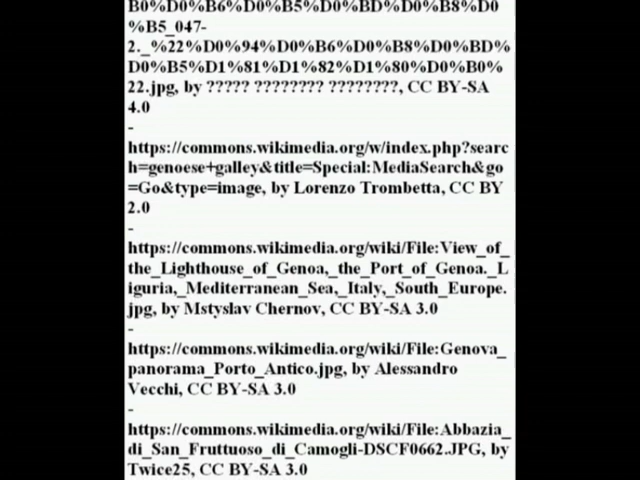 B0%D0%B6%D0%B5%D0%BD%D0%B8%D0
%B5_047-
2._%22%D0%94%D0%B6%D0%B8%D0%BD%
D0%B5%D1%81%D1%82%D1%80%D0%B0%
22.jpg, by ????? ???????? ????????, CC BY-SA
4.0
-
https://commons.wikimedia.org/w/index.php?searc
h=genoese+galley&title=Special:MediaSearch&go
=Go&type=image, by Lorenzo Trombetta, CC BY
2.0
-
https://commons.wikimedia.org/wiki/File:View_of_
the_Lighthouse_of_Genoa,_the_Port_of_Genoa._L
iguria,_Mediterranean_Sea,_Italy,_South_Europe.
jpg, by Mstyslav Chernov, CC BY-SA 3.0
-
https://commons.wikimedia.org/wiki/File:Genova_
panorama_Porto_Antico.jpg, by Alessandro
Vecchi, CC BY-SA 3.0
-
https://commons.wikimedia.org/wiki/File:Abbazia_
di_San_Fruttuoso_di_Camogli-DSCF0662.JPG, by
Twice25, CC BY-SA 3.0